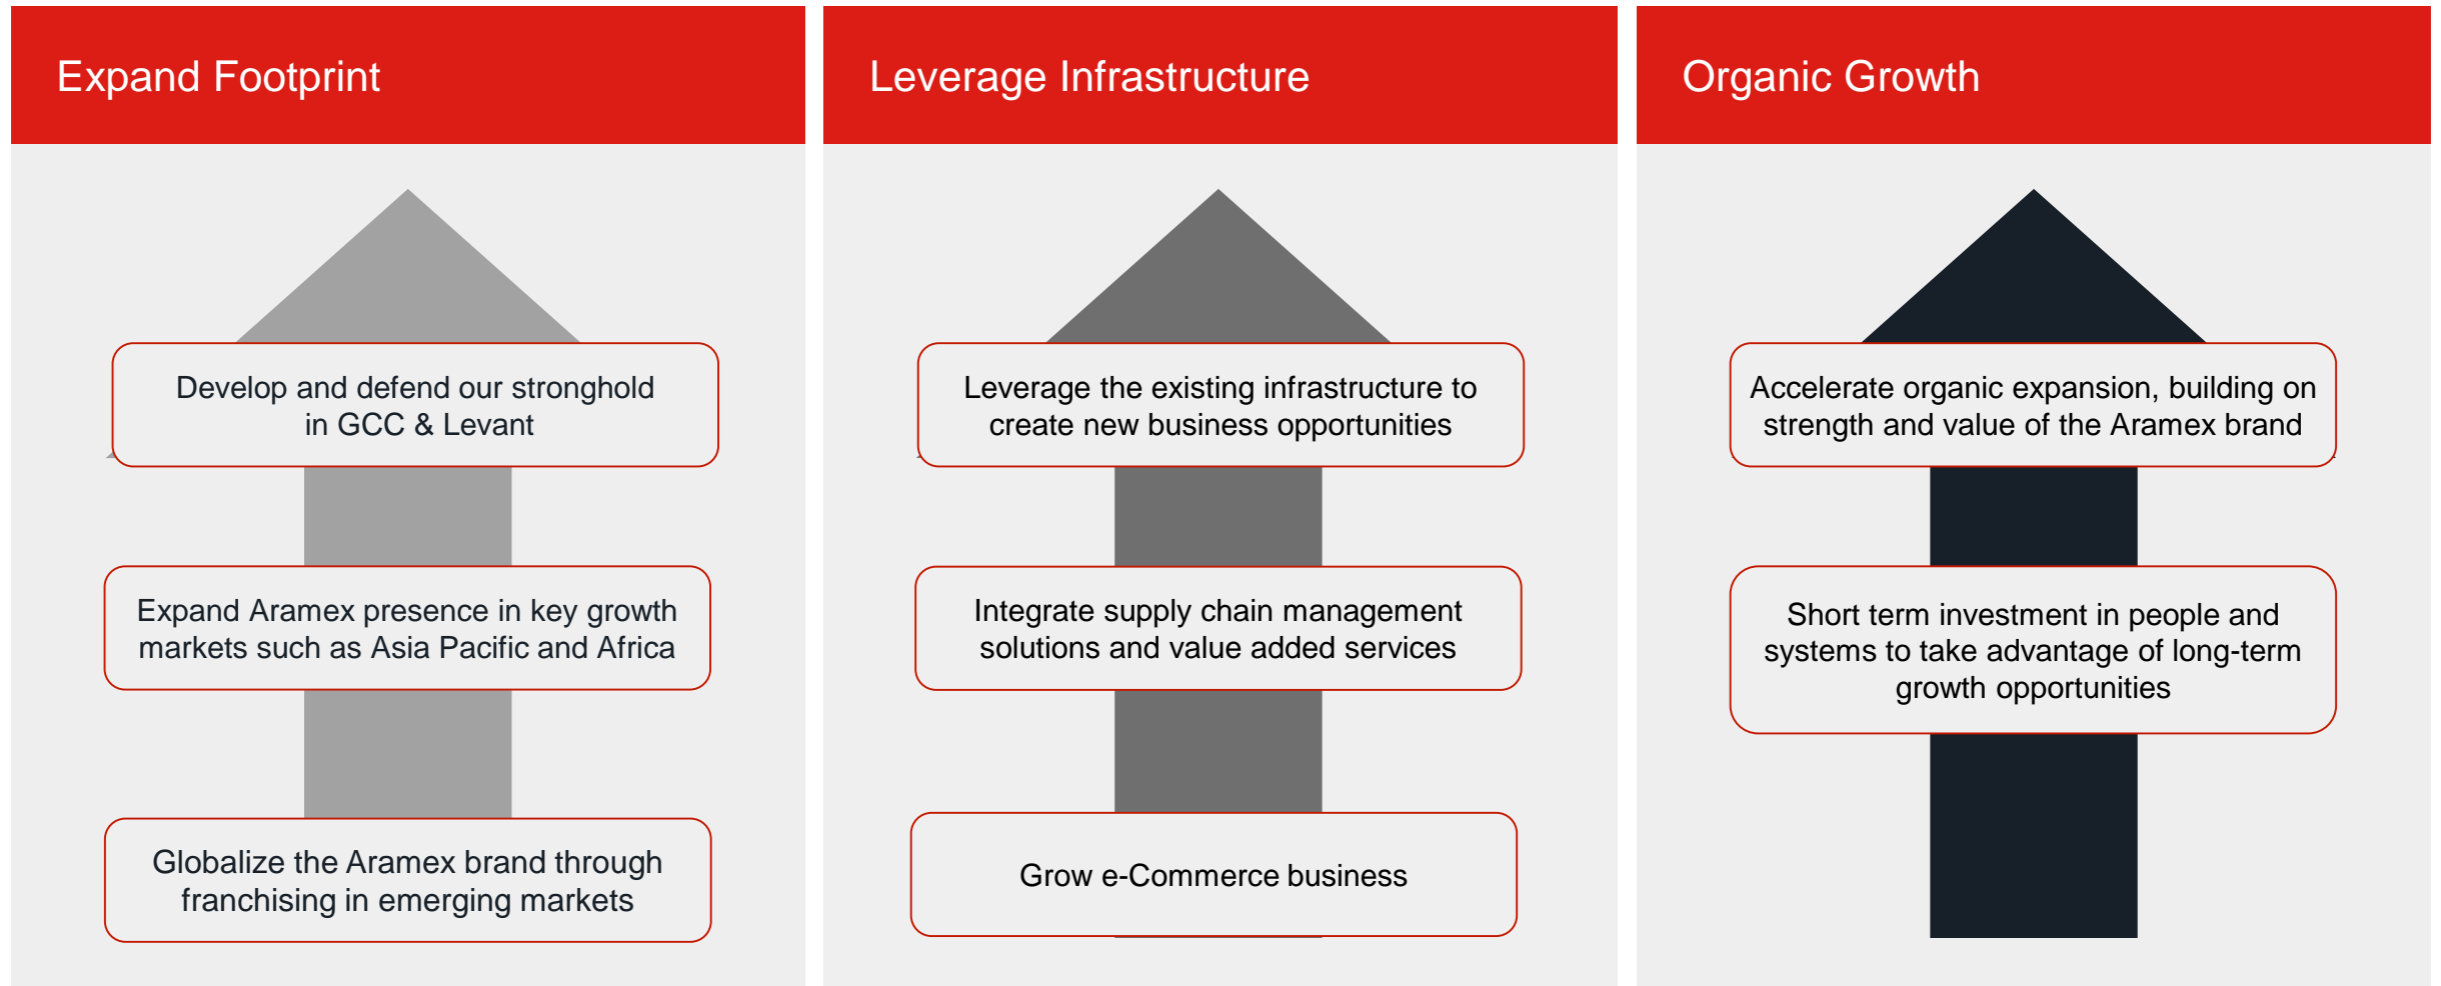 Expand Footprint
Develop and defend our stronghold
in GCC & Levant
Expand Aramex presence in key growth
markets such as Asia Pacific and Africa
Globalize the Aramex brand through
franchising in emerging markets
Leverage Infrastructure
Leverage the existing infrastructure to
create new business opportunities
Integrate supply chain management
solutions and value added services
Grow e-Commerce business
Organic Growth
Accelerate organic expansion, building on
strength and value of the Aramex brand
Short term investment in people and
systems to take advantage of long-term
growth opportunities